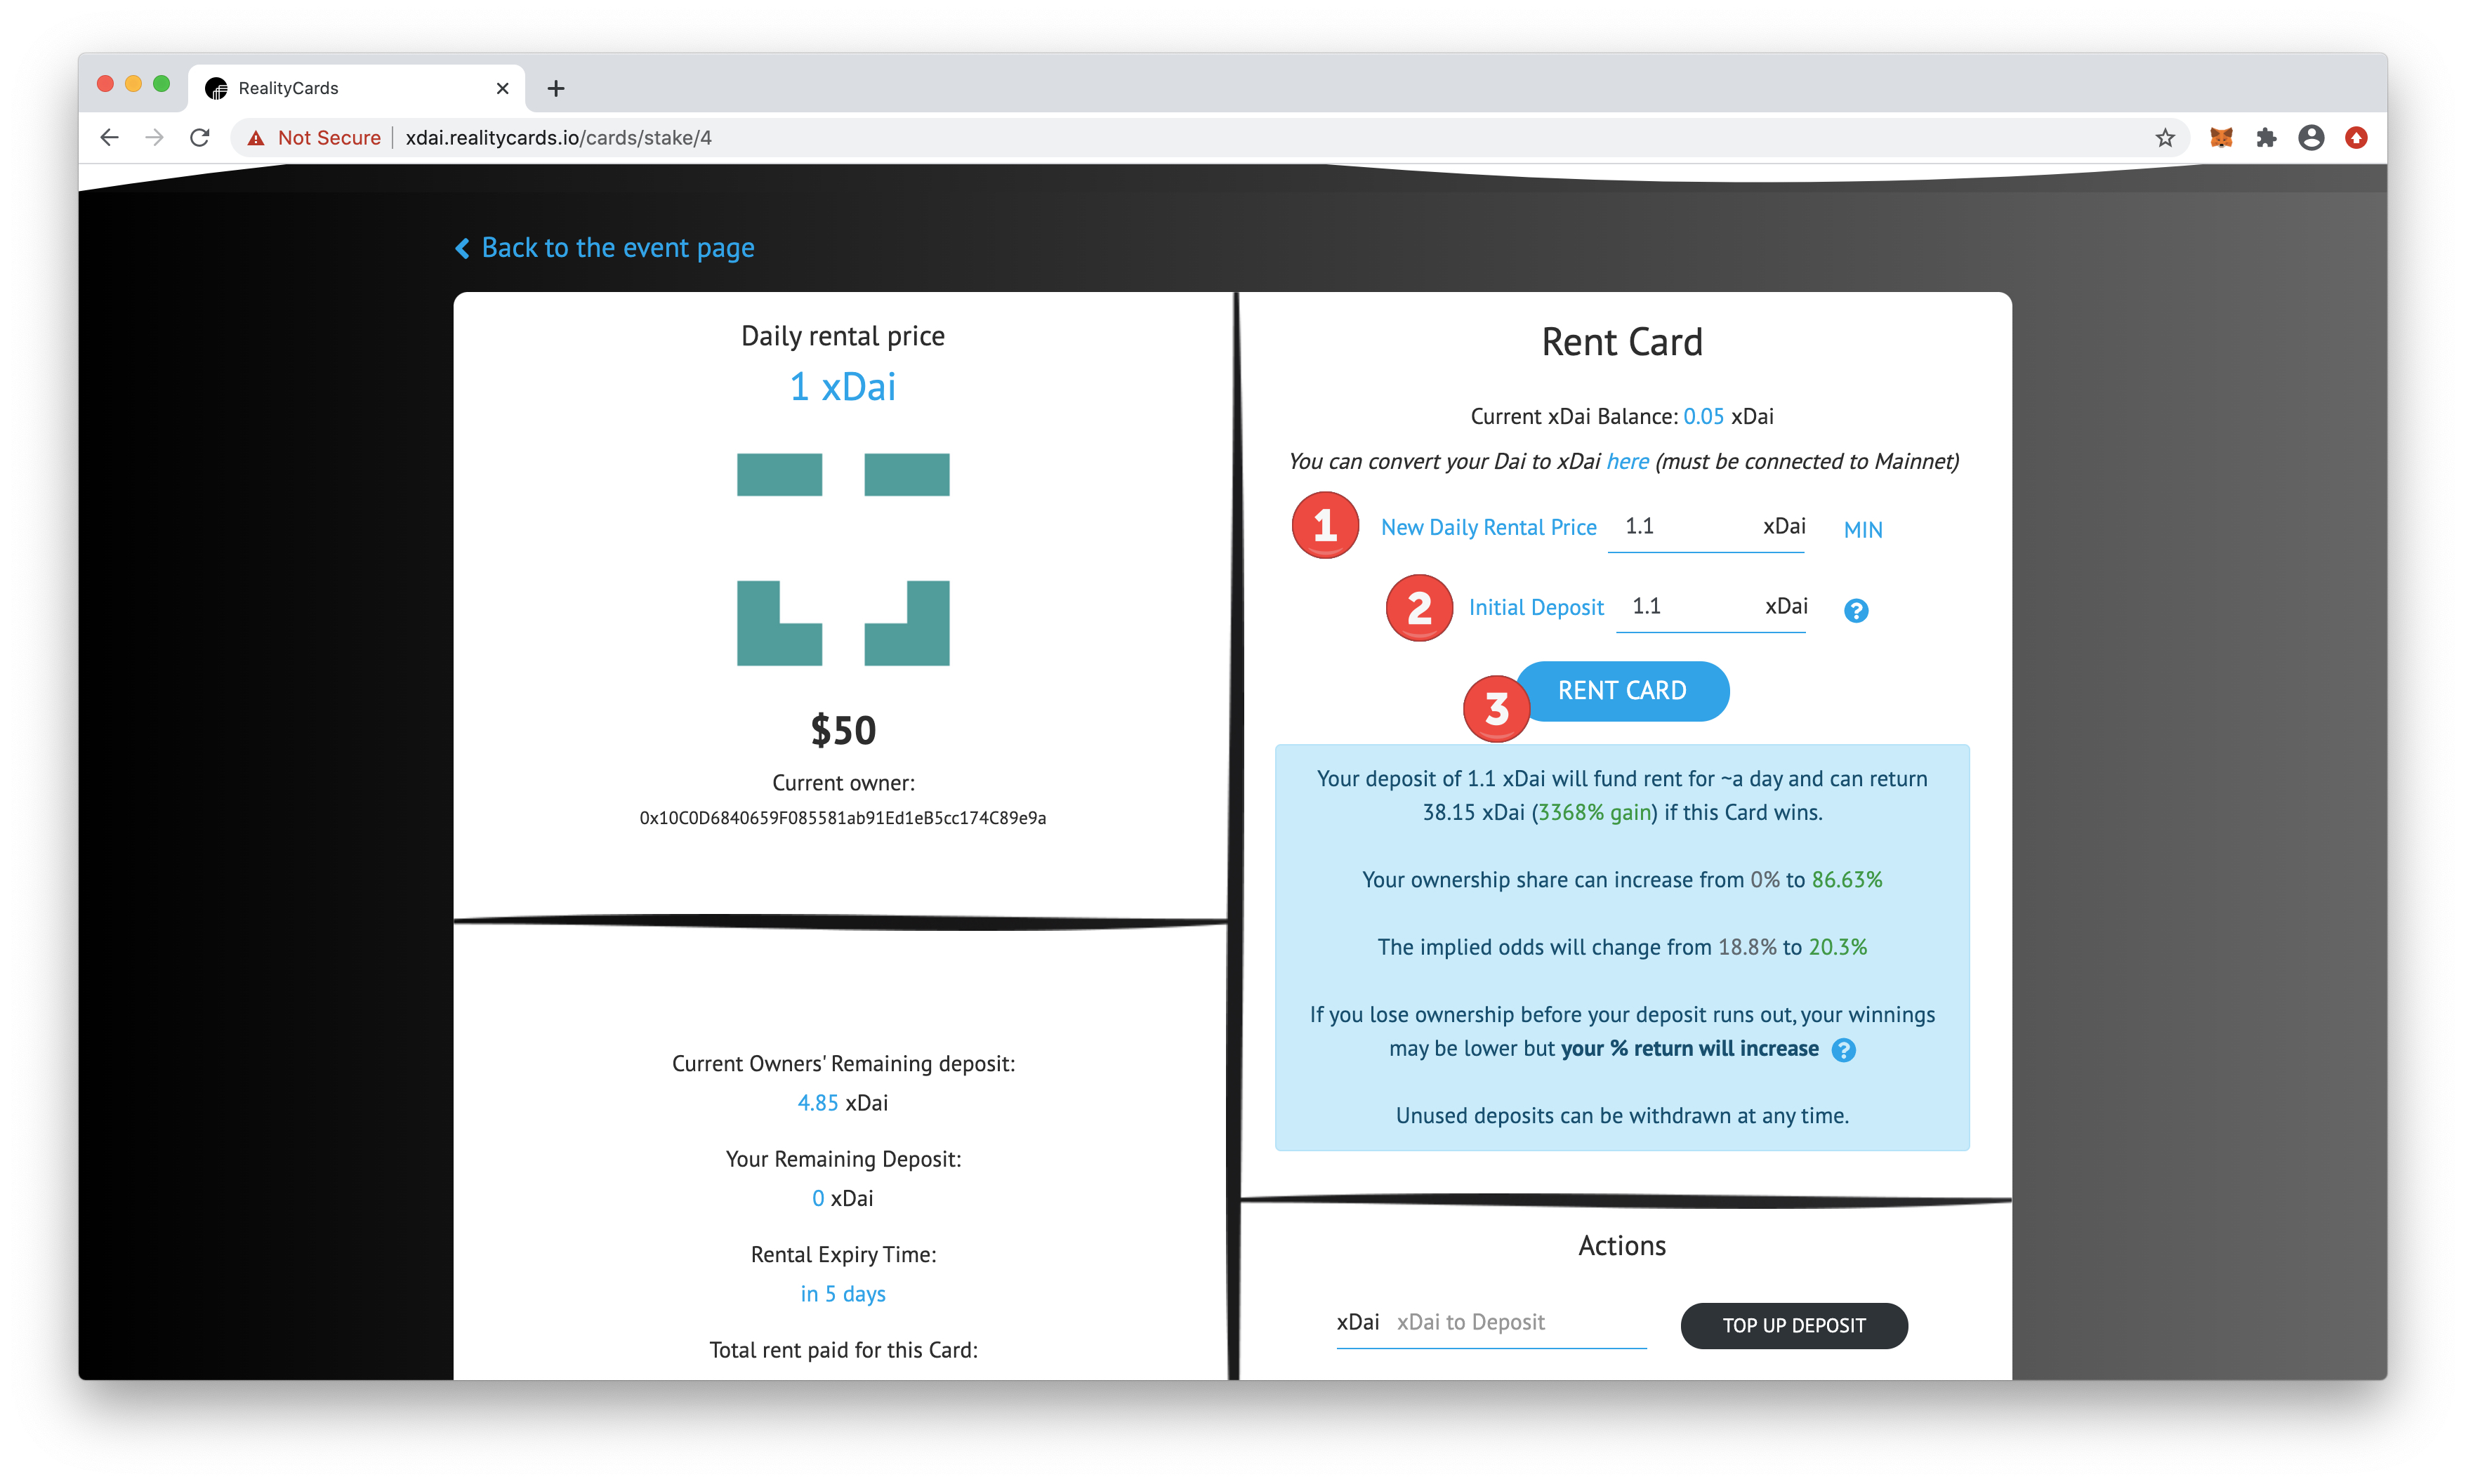 RealityCards
Not Secure
xdai.realitycards.io/cards/stake/4
Back to the event page
Daily rental price
1 xDai
$50
Current owner:
0x10C0D6840659F085581ab91Ed1eB5cc174C89e9a
Current Owners' Remaining deposit:
4.85 xDai
Your Remaining Deposit:
0 xDai
Rental Expiry Time:
in 5 days
Total rent paid for this Card:
Rent Card
Current xDai Balance: 0.05 xDai
You can convert your Dai to xDai here (must be connected to Mainnet)
1 New Daily Rental Price 1.1 xDai MIN
2 Initial Deposit 1.1 xDai ?
3 RENT CARD
Your deposit of 1.1 xDai will fund rent for ~a day and can return
38.15 xDai (3368% gain) if this Card wins.
Your ownership share can increase from 0% to 86.63%
The implied odds will change from 18.8% to 20.3%
If you lose ownership before your deposit runs out, your winnings
may be lower but your % return will increase ?
Unused deposits can be withdrawn at any time.
Actions
xDai xDai to Deposit TOP UP DEPOSIT